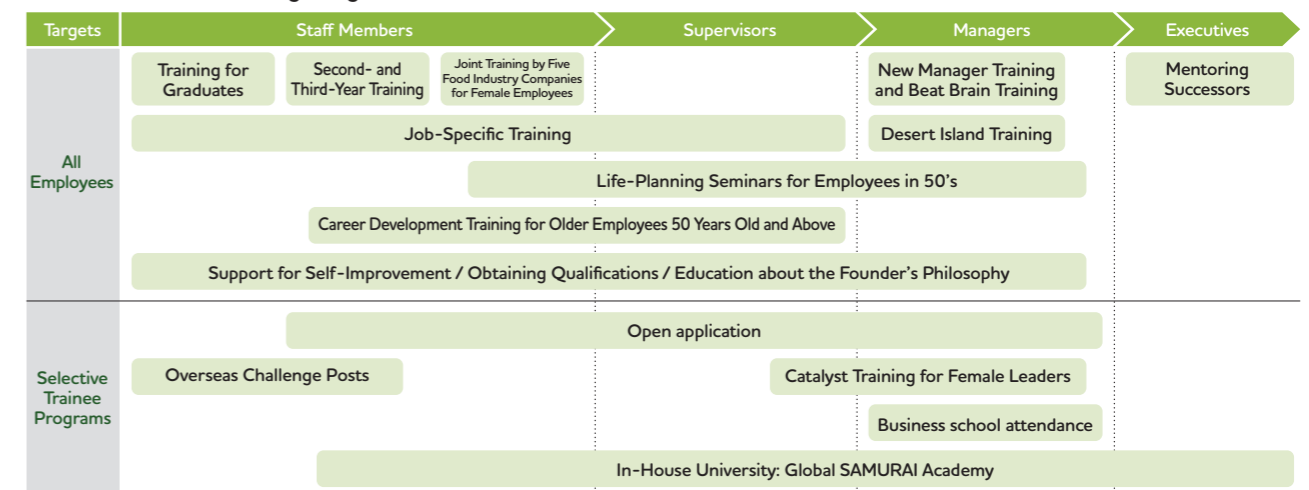 Targets
Staff Members
Supervisors
Managers
Executives
All
Employees
Training for
Graduates
Second- and
Third-Year Training
Joint Training by Five
Food Industry Companies
for Female Employees
New Manager Training
and Beat Brain Training
Mentoring
Successors
Job-Specific Training
Desert Island Training
Life-Planning Seminars for Employees in 50's
Career Development Training for Older Employees 50 Years Old and Above
Support for Self-Improvement / Obtaining Qualifications / Education about the Founder's Philosophy
Selective
Trainee
Programs
Open application
Overseas Challenge Posts
Catalyst Training for Female Leaders
Business school attendance
In-House University: Global SAMURAI Academy